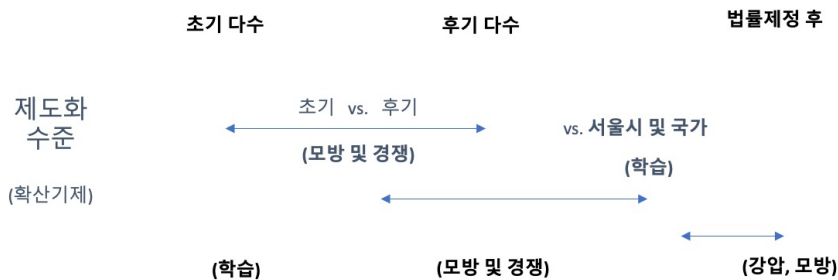 초기 다수
후기 다수
법률제정 후
제도화
수준
초기 vs. 후기
vs. 서울시 및 국가
(모방 및 경쟁)
(학습)
(확산기제)
(학습)
(모방 및 경쟁)
(강압, 모방)